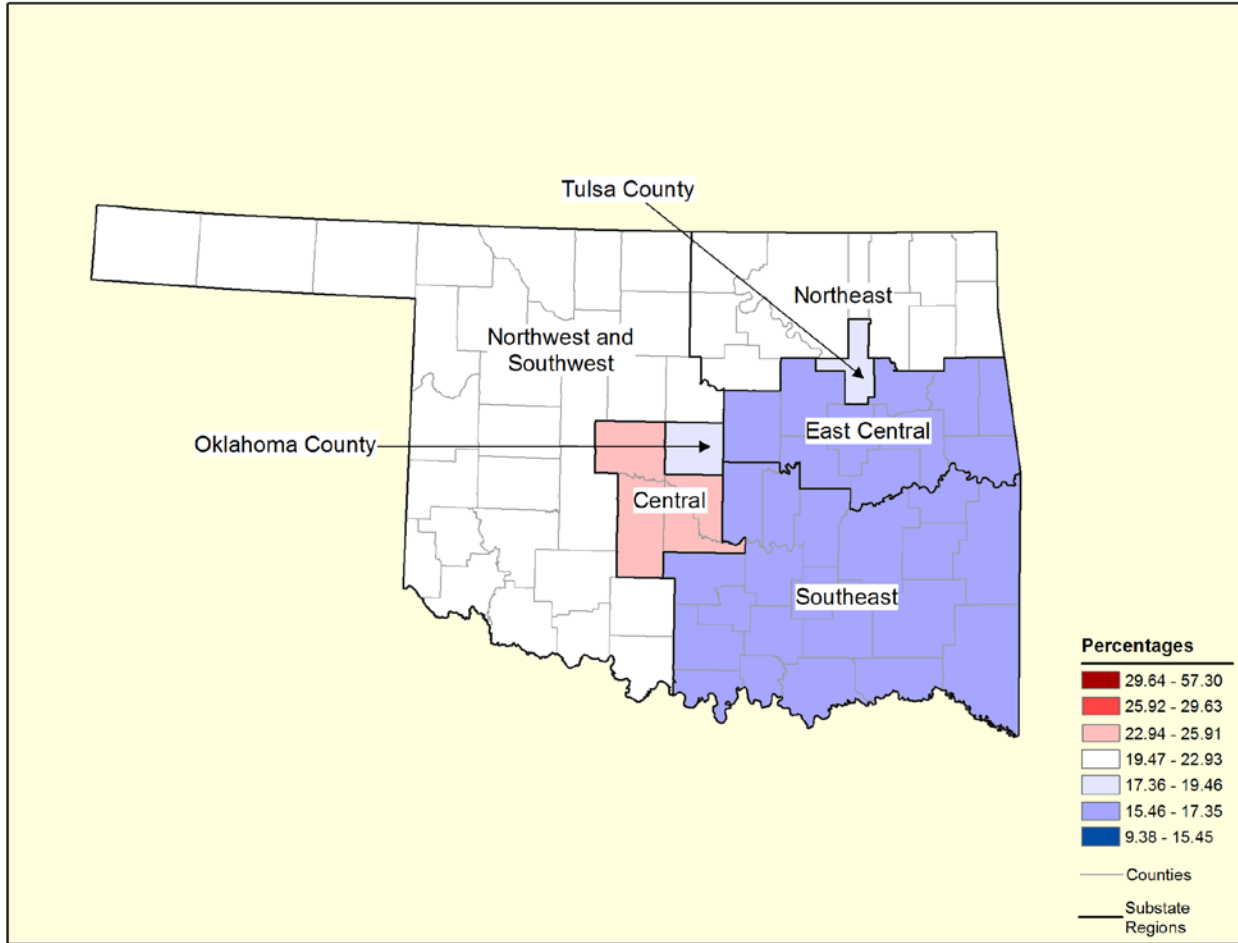 Tulsa County
Northeast
Northwest and
Southwest
East Central
Oklahoma County
Central
Southeast
Percentages
29.64 - 57.30
25.92 - 29.63
22.94 - 25.91
19.47 - 22.93
17.36 - 19.46
15.46 - 17.35
9.38 - 15.45
Counties
Substate
Regions